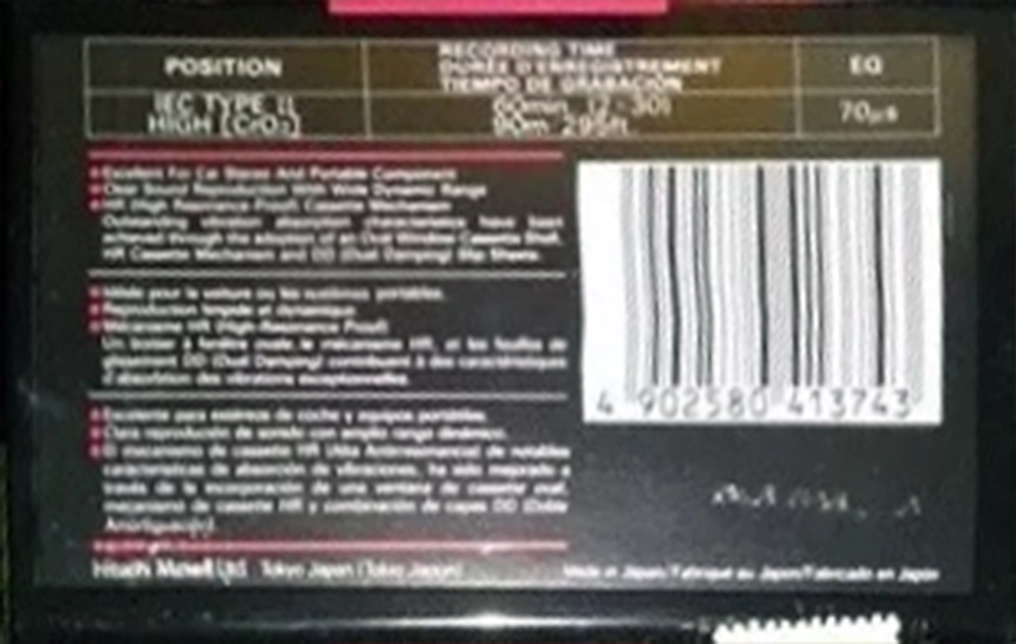 POSITION
RECORDING TIME
DURÉE D'ENREGISTREMENT
TIEMPO DE GRABACIÓN
EQ
IEC TYPE II
HIGH (CrO₂)
60min. (2×30)
90m 295ft.
70μs
Excellent For Car Stereo And Portable Component
Clear Sound Reproduction With Wide Dynamic Range
HR (High Resonance Proof) Cassette Mechanism
Outstanding vibration absorption characteristics have been
achieved through the adoption of an Oval Window Cassette Shell,
HR Cassette Mechanism and DD (Dual Damping) Slip Sheets.
pour la voiture ou les systèmes portables.
Reproduction limpide et dynamique
Mécanisme HR (High-Resonance Proof)
Un boîtier à fenêtre ovale, le mécanisme HR, et les feuilles de
glissement DD (Dual Damping) contribuent à des caractéristiques
d'absorption des vibrations exceptionnelles.
Excelente para estéreos de coche y equipos portátiles.
Clara reproducción de sonido con amplio rango dinámico.
El mecanismo de cassette HR (Alta Antirresonancia) de notables
características de absorción de vibraciones, ha sido mejorado a
través de la incorporación de una ventana de cassette oval,
mecanismo de cassette HR y combinación de capas DD (Doble
4 902580 413743
Hitachi Maxell, Ltd. Tokyo Japan (Tokio Japón)
Made in Japan/Fabriqué au Japon/Fabricado en Japón